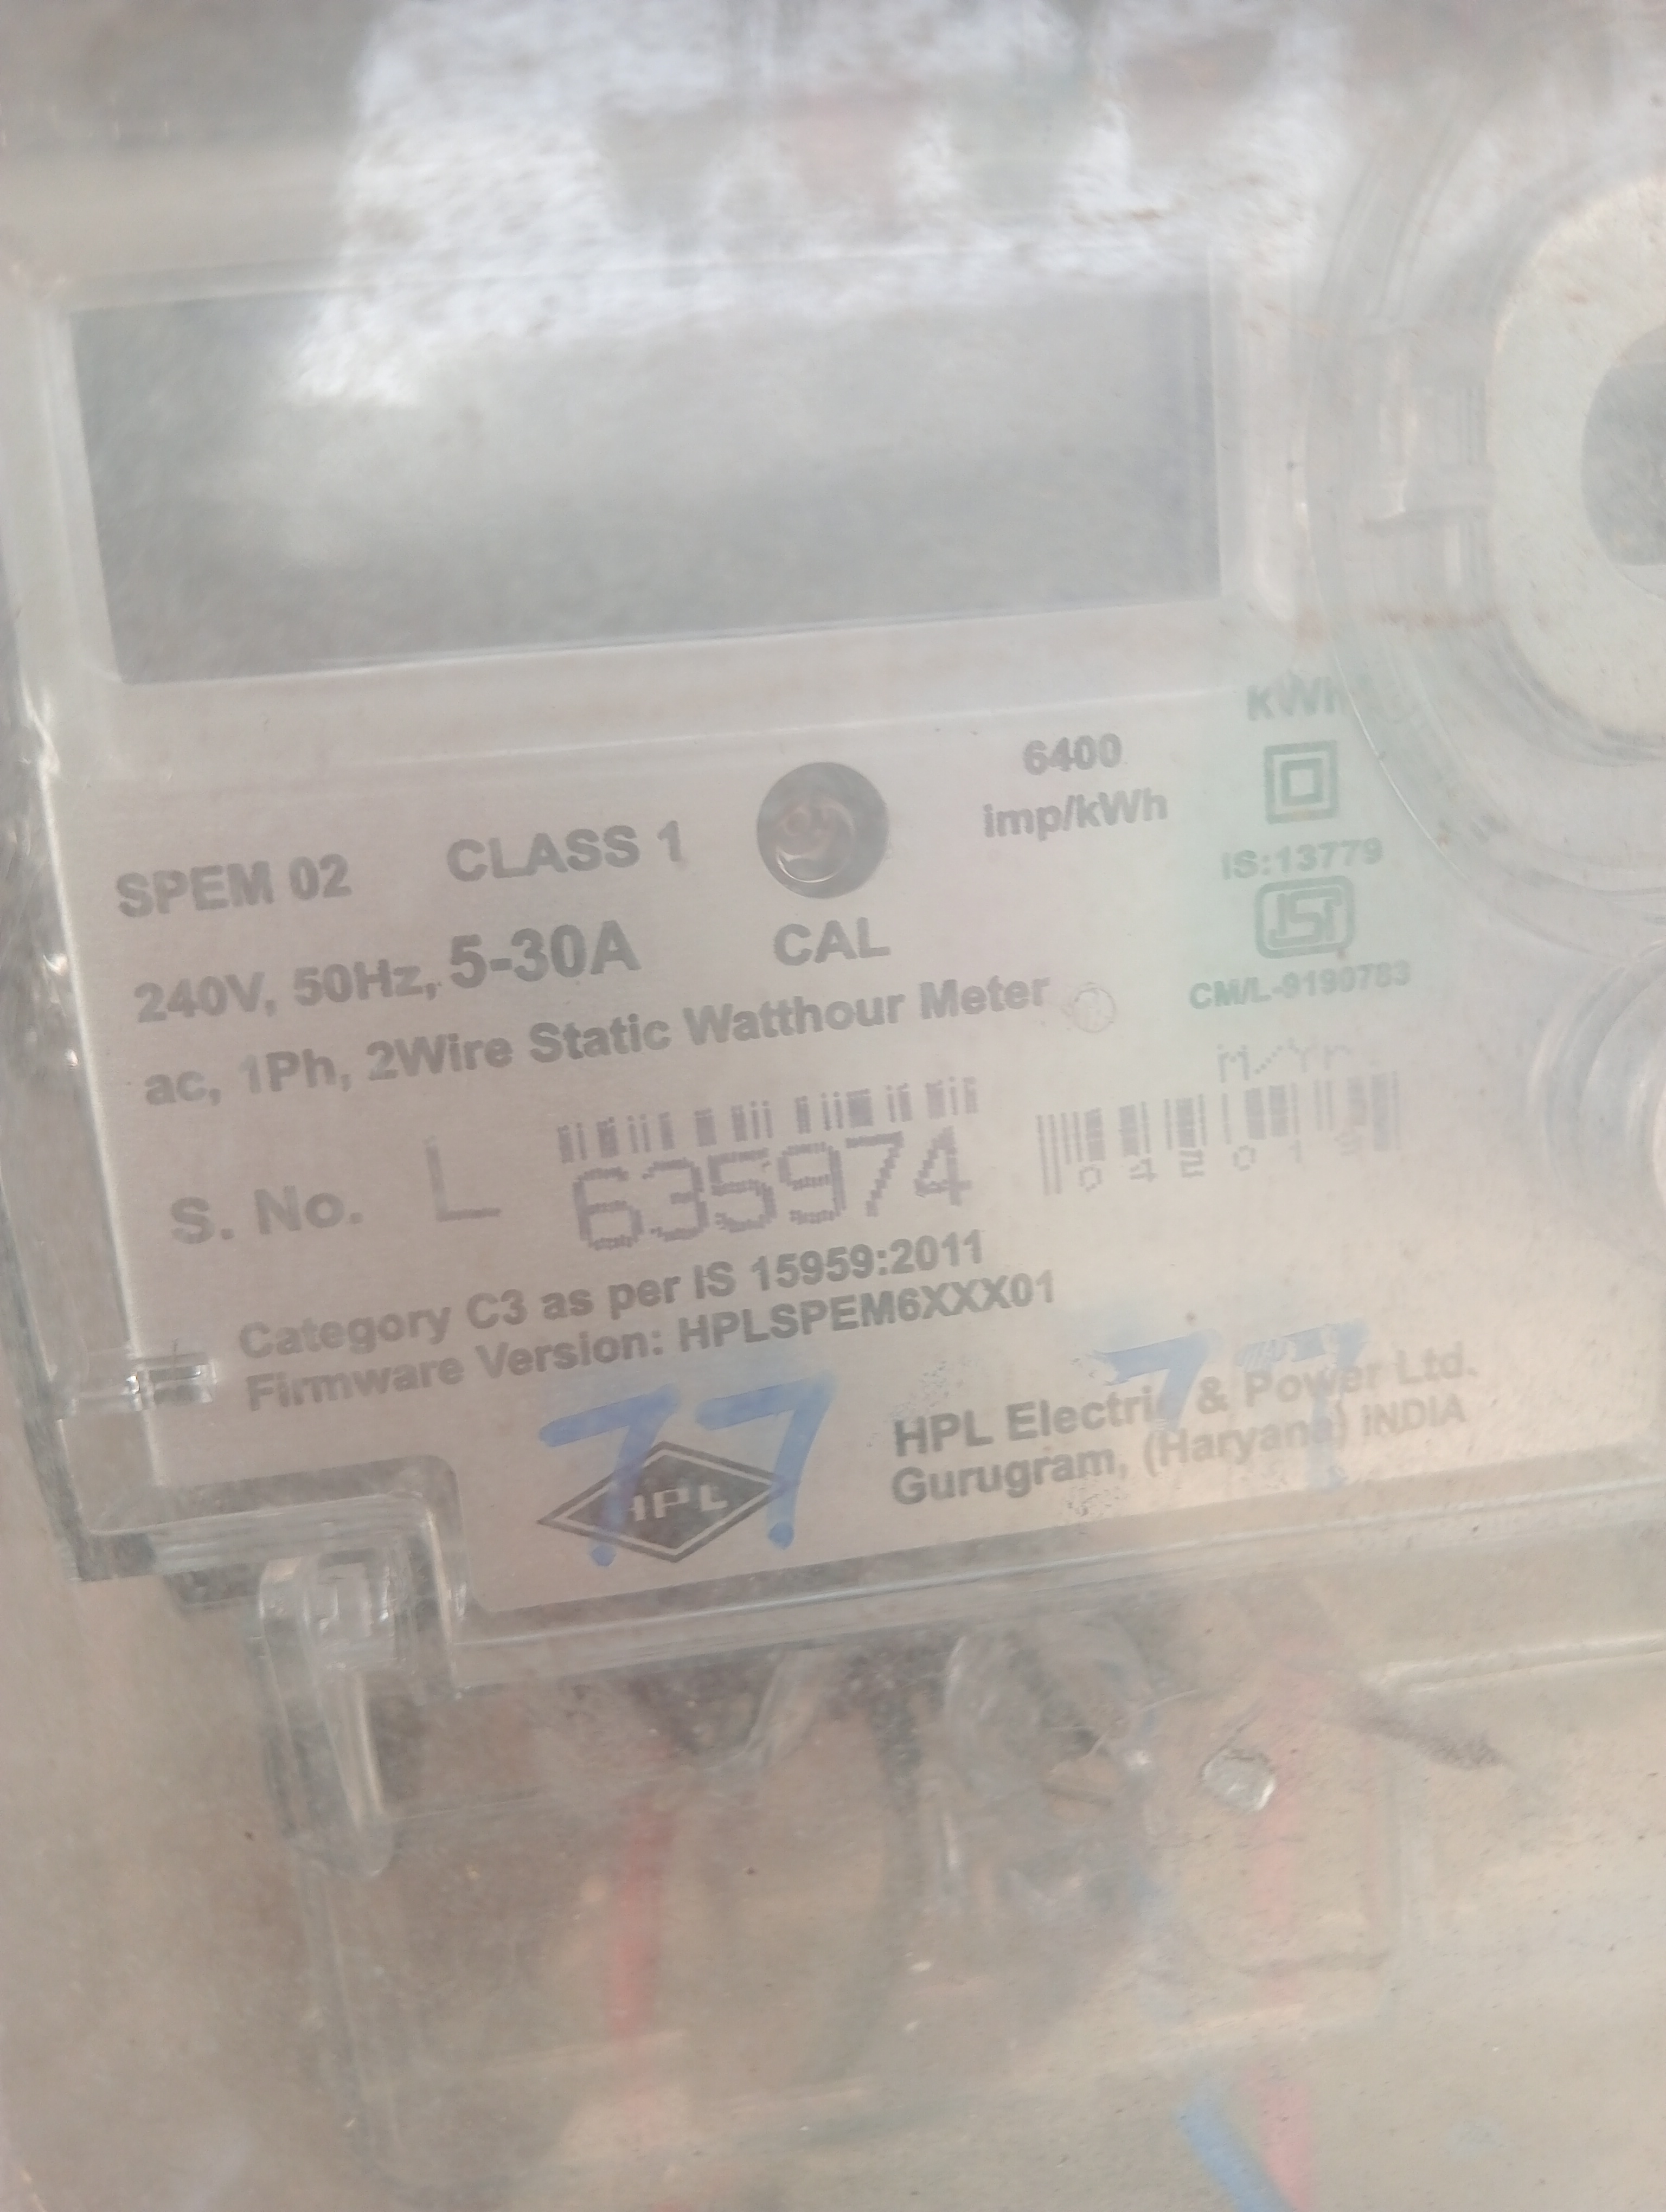 KWh
6400
imp/kWh
SPEM 02 CLASS 1
IS:13779
ISI
240V, 50Hz, 5-30A CAL
CM/L-9190783
ac, 1Ph, 2Wire Static Watthour Meter
M/Yr
S. No. L 635974
Category C3 as per IS 15959:2011
Firmware Version: HPLSPEM6XXX01
77 77
HPL
HPL Electric & Power Ltd.
Gurugram, (Haryana) INDIA